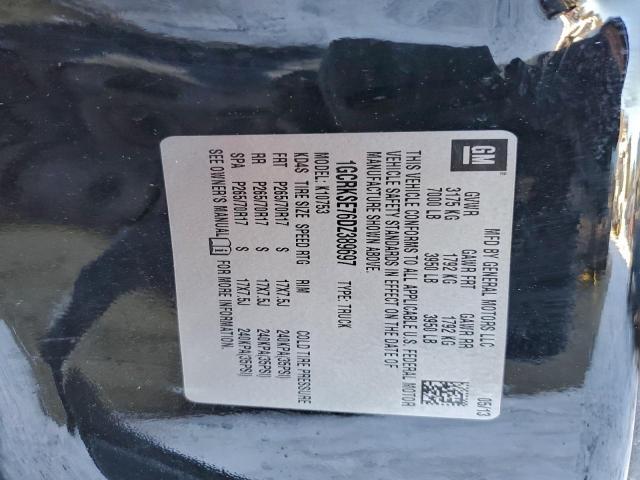 GM
MFD BY GENERAL MOTORS LLC 05/13
GVWR GAWR FRT GAWR RR
3175 KG 1792 KG 1792 KG
7000 LB 3950 LB 3950 LB
THIS VEHICLE CONFORMS TO ALL APPLICABLE U.S. FEDERAL MOTOR
VEHICLE SAFETY STANDARDS IN EFFECT ON THE DATE OF
MANUFACTURE SHOWN ABOVE.
1GCRKSE76DZ389697 TYPE: TRUCK
MODEL: K10753
KD4S TIRE SIZE SPEED RTG RIM COLD TIRE PRESSURE
FRT P265/70R17 S 17X7.5J 240KPA(35PSI)
RR P265/70R17 S 17X7.5J 240KPA(35PSI)
SPA P265/70R17 S 17X7.5J 240KPA(35PSI)
SEE OWNER'S MANUAL FOR MORE INFORMATION.